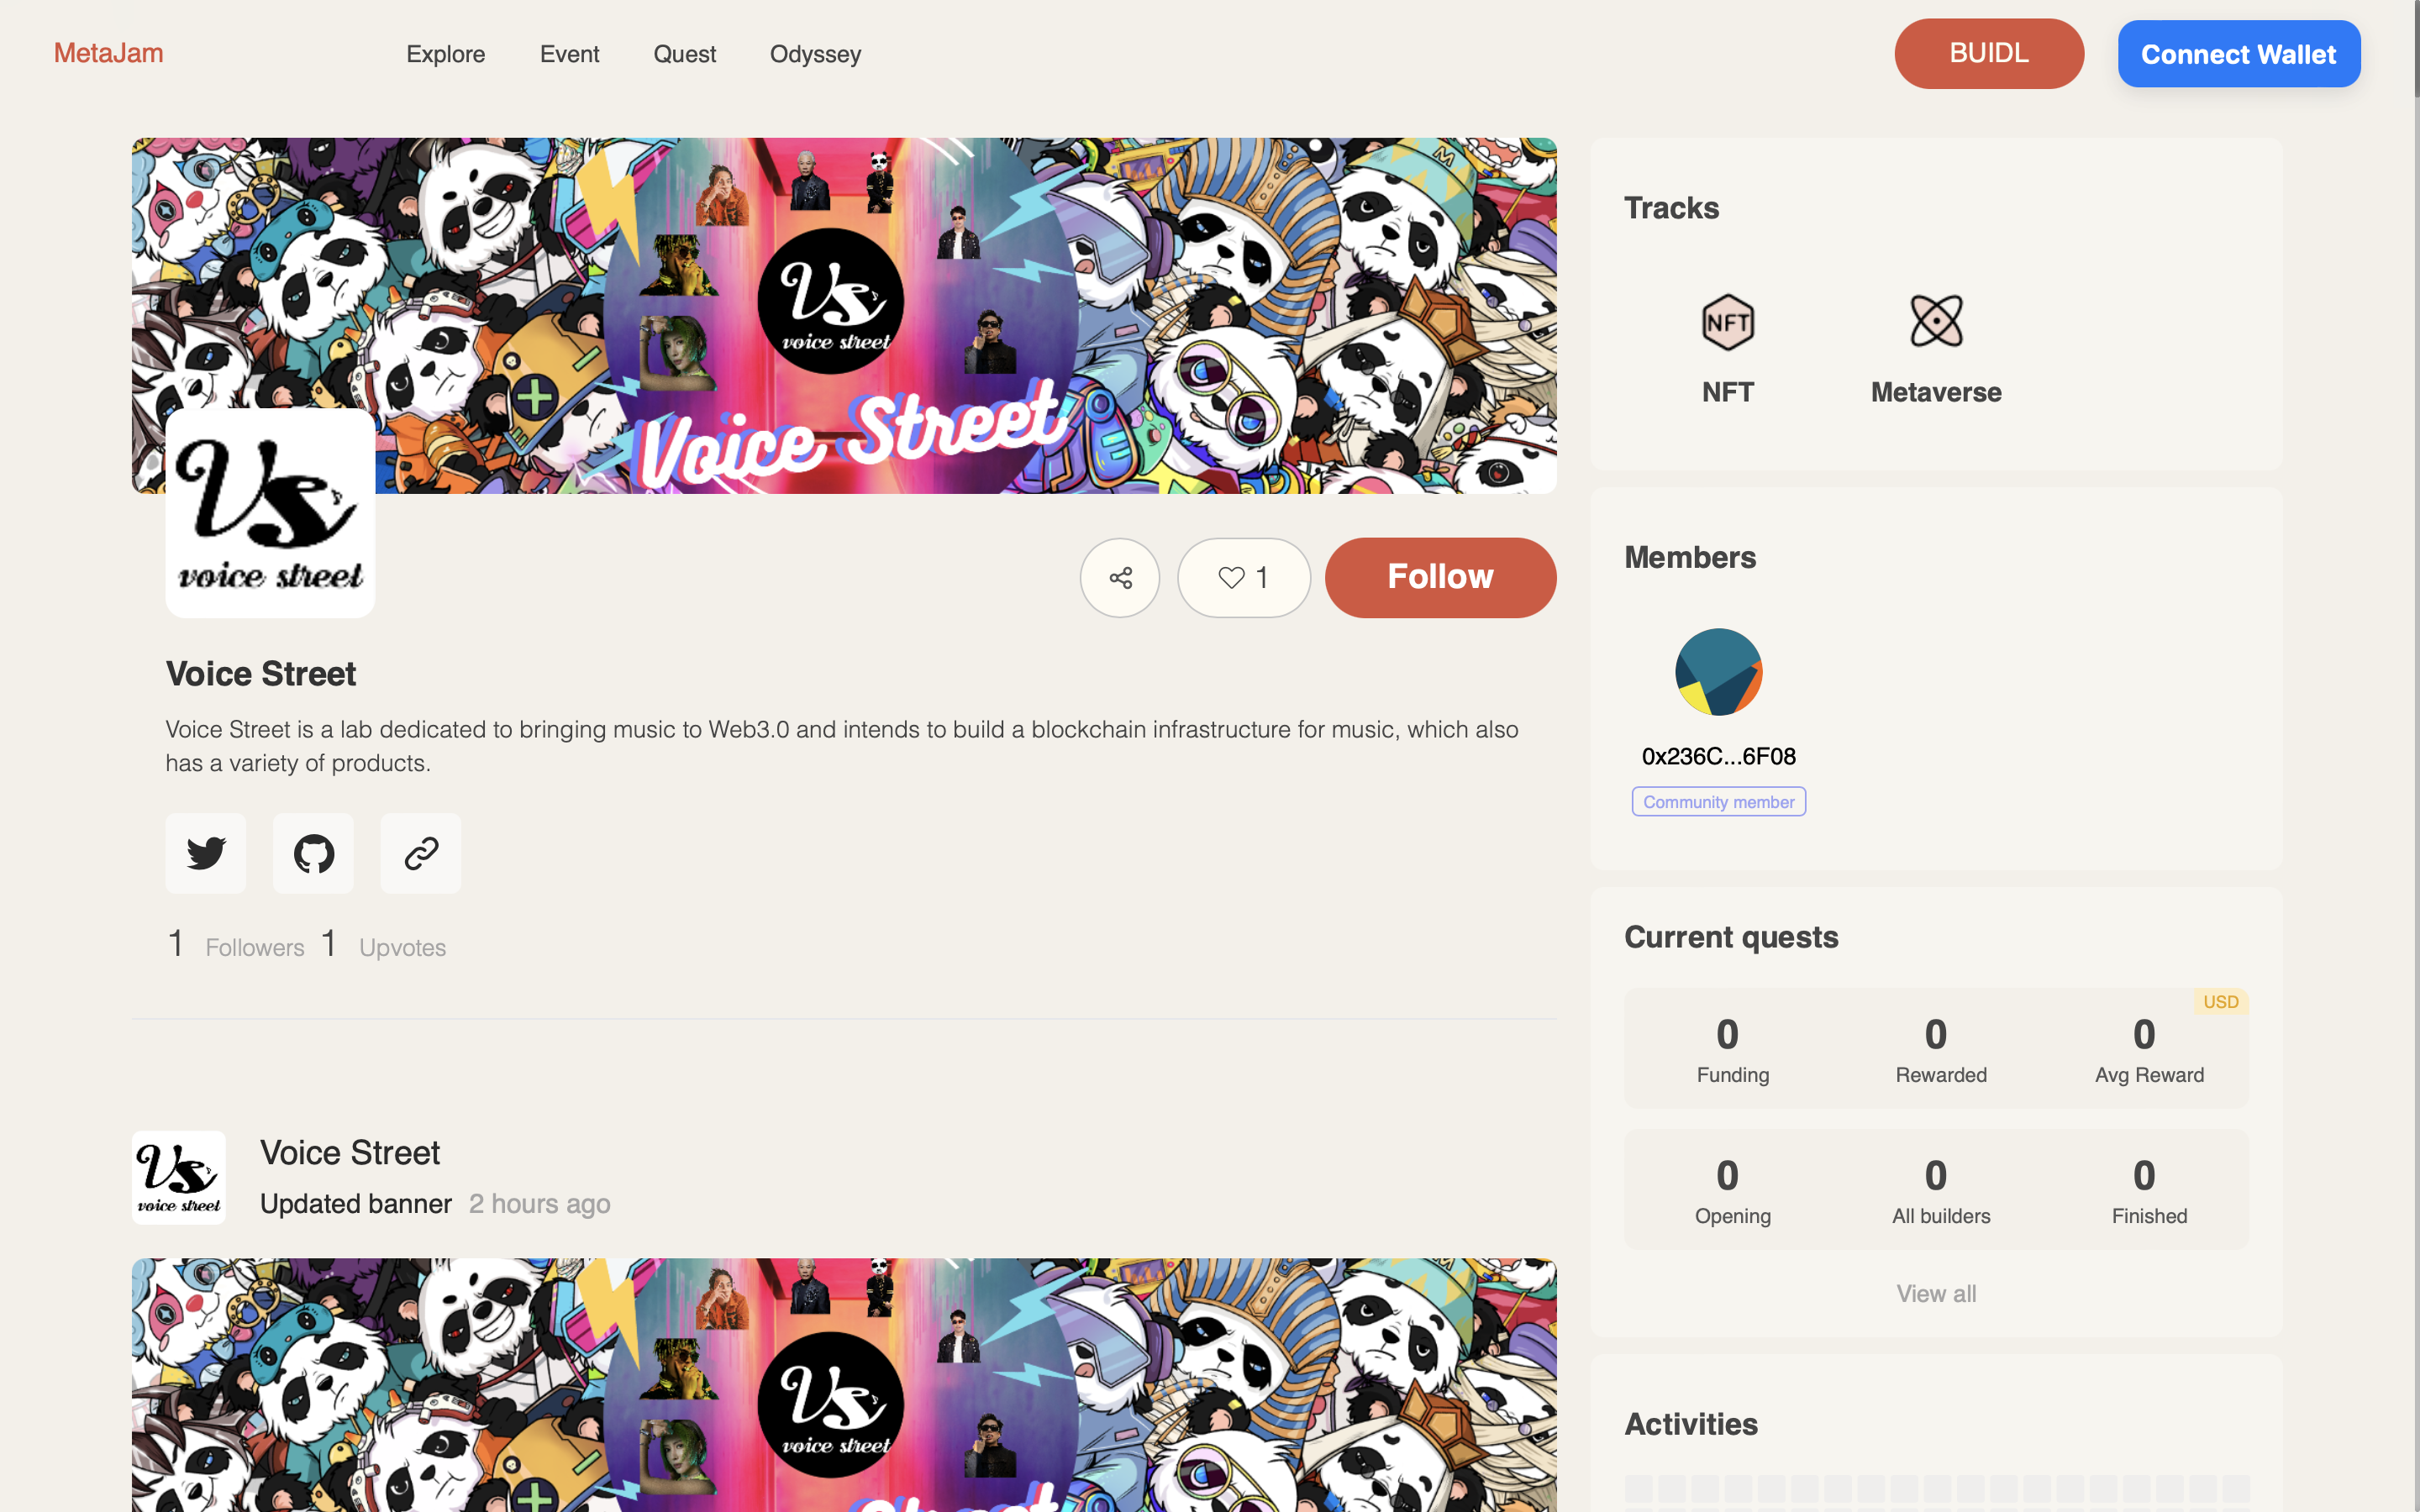 MetaJam
Explore
Event
Quest
Odyssey
BUIDL
Connect Wallet
M
Vs
voice street
Voice Street
Vs
voice street
1
Follow
Voice Street
Voice Street is a lab dedicated to bringing music to Web3.0 and intends to build a blockchain infrastructure for music, which also
has a variety of products.
1 Followers 1 Upvotes
Vs
voice street
Voice Street
Updated banner 2 hours ago
M
Vs
voice street
Tracks
NFT
NFT
Metaverse
Members
0x236C...6F08
Community member
Current quests
USD
0 0 0
Funding Rewarded Avg Reward
0 0 0
Opening All builders Finished
View all
Activities